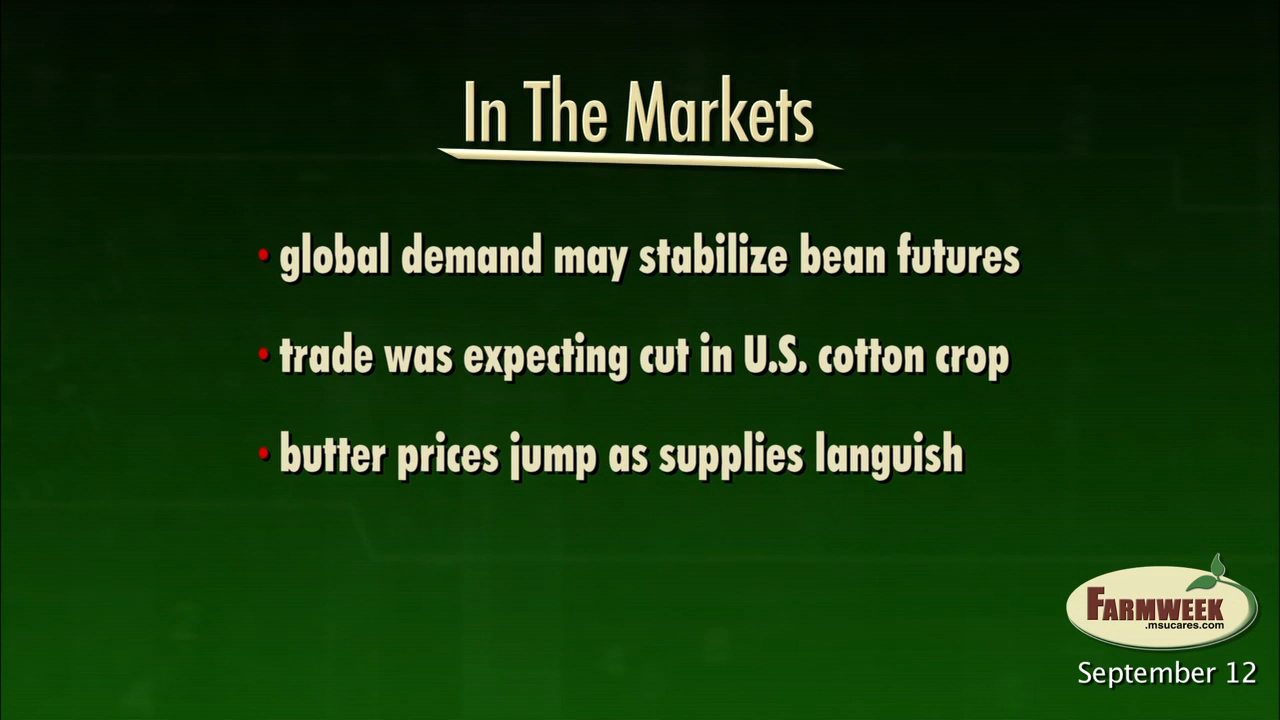 In The Markets
• global demand may stabilize bean futures
• trade was expecting cut in U.S. cotton crop
• butter prices jump as supplies languish
FARMWEEK
.msucares.com
September 12